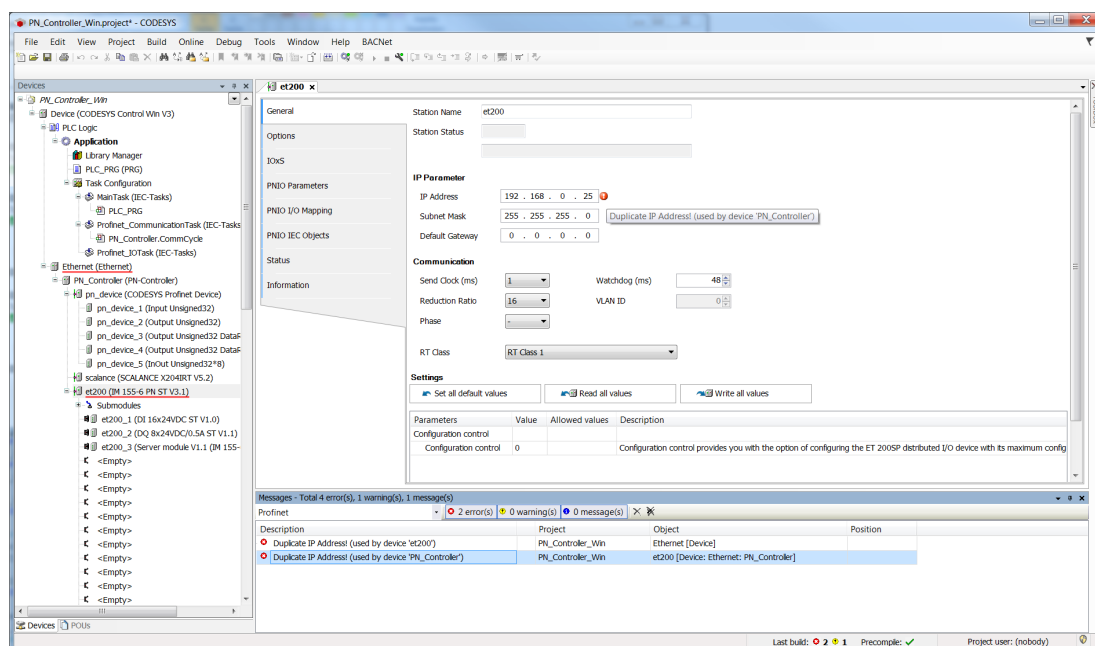 PN_Controller_Win.project* - CODESYS
File Edit View Project Build Online Debug Tools Window Help BACNet
Devices
PN_Controller_Win
Device (CODESYS Control Win V3)
PLC Logic
Application
Library Manager
PLC_PRG (PRG)
Task Configuration
MainTask (IEC-Tasks)
PLC_PRG
Profinet_CommunicationTask (IEC-Tasks
PN_Controller.CommCycle
Profinet_IOTask (IEC-Tasks)
Ethernet (Ethernet)
PN_Controller (PN-Controller)
pn_device (CODESYS Profinet Device)
pn_device_1 (Input Unsigned32)
pn_device_2 (Output Unsigned32)
pn_device_3 (Output Unsigned32 DataR
pn_device_4 (Output Unsigned32 DataR
pn_device_5 (InOut Unsigned32*8)
scalance (SCALANCE X204IRT V5.2)
et200 (IM 155-6 PN ST V3.1)
Submodules
et200_1 (DI 16x24VDC ST V1.0)
et200_2 (DQ 8x24VDC/0.5A ST V1.1)
et200_3 (Server module V1.1 (IM 155-
<Empty>
<Empty>
<Empty>
<Empty>
<Empty>
<Empty>
<Empty>
<Empty>
<Empty>
<Empty>
<Empty>
Devices POUs
et200
General
Options
IOxS
PNIO Parameters
PNIO I/O Mapping
PNIO IEC Objects
Status
Information
Station Name et200
Station Status
IP Parameter
IP Address 192 . 168 . 0 . 25
Subnet Mask 255 . 255 . 255 . 0 Duplicate IP Address! (used by device 'PN_Controller')
Default Gateway 0 . 0 . 0 . 0
Communication
Send Clock (ms) 1 Watchdog (ms) 48
Reduction Ratio 16 VLAN ID 0
Phase -
RT Class RT Class 1
Settings
Set all default values Read all values Write all values
Parameters Value Allowed values Description
Configuration control
Configuration control 0 Configuration control provides you with the option of configuring the ET 200SP distributed I/O device with its maximum config
Messages - Total 4 error(s), 1 warning(s), 1 message(s)
Profinet 2 error(s) 0 warning(s) 0 message(s)
Description Project Object Position
Duplicate IP Address! (used by device 'et200') PN_Controller_Win Ethernet [Device]
Duplicate IP Address! (used by device 'PN_Controller') PN_Controller_Win et200 [Device: Ethernet: PN_Controller]
Last build: 2 1 Precompile: Project user: (nobody)